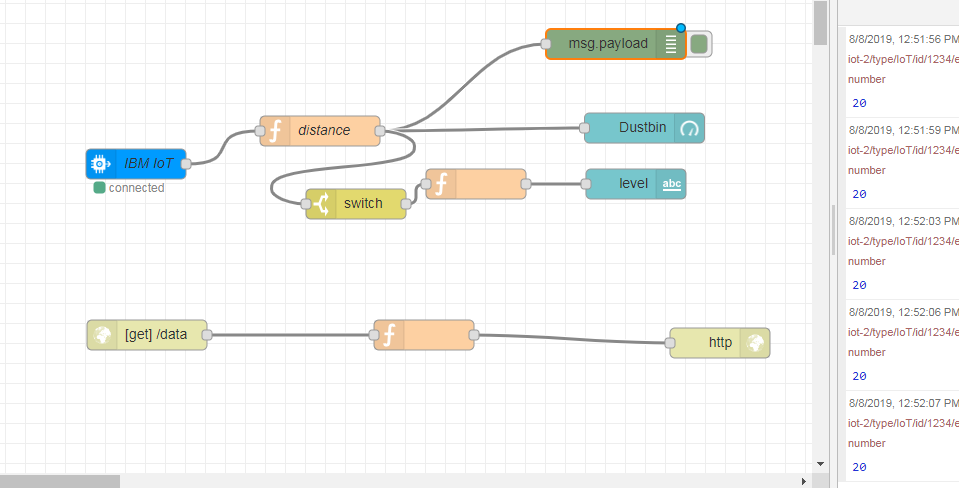 msg.payload
distance
Dustbin
IBM IoT
connected
level
abc
switch
[get] /data
http
8/8/2019, 12:51:56 PM
iot-2/type/IoT/id/1234/e
number
20
8/8/2019, 12:51:59 PM
iot-2/type/IoT/id/1234/e
number
20
8/8/2019, 12:52:03 PM
iot-2/type/IoT/id/1234/e
number
20
8/8/2019, 12:52:06 PM
iot-2/type/IoT/id/1234/e
number
20
8/8/2019, 12:52:07 PM
iot-2/type/IoT/id/1234/e
number
20